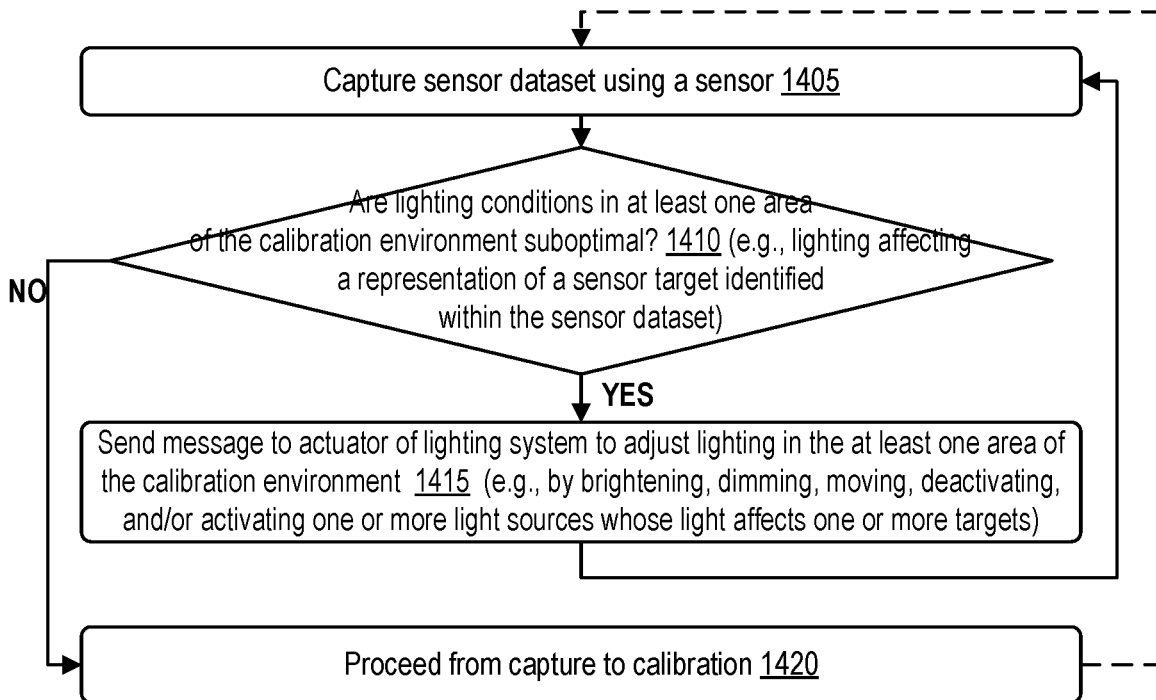 Capture sensor dataset using a sensor 1405
Are lighting conditions in at least one area
of the calibration environment suboptimal? 1410 (e.g., lighting affecting
a representation of a sensor target identified
within the sensor dataset)
NO
YES
Send message to actuator of lighting system to adjust lighting in the at least one area of
the calibration environment 1415 (e.g., by brightening, dimming, moving, deactivating,
and/or activating one or more light sources whose light affects one or more targets)
Proceed from capture to calibration 1420